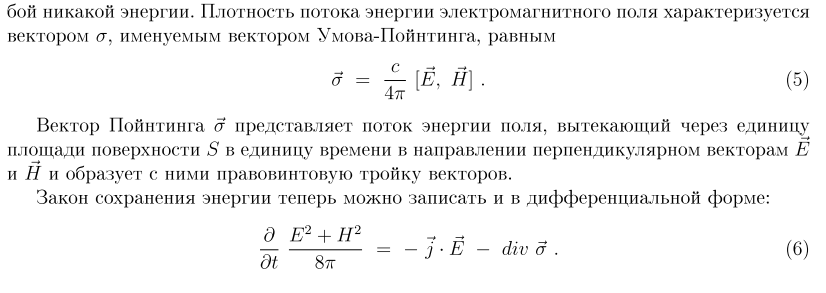 бой никакой энергии. Плотность потока энергии электромагнитного поля характеризуется
вектором σ, именуемым вектором Умова-Пойнтинга, равным
$\vec{\sigma} = \frac{c}{4\pi} [\vec{E}, \vec{H}] .$ (5)
Вектор Пойнтинга $\vec{\sigma}$ представляет поток энергии поля, вытекающий через единицу
площади поверхности S в единицу времени в направлении перпендикулярном векторам $\vec{E}$
и $\vec{H}$ и образует с ними правовинтовую тройку векторов.
Закон сохранения энергии теперь можно записать и в дифференциальной форме:
$\frac{\partial}{\partial t} \frac{E^2 + H^2}{8\pi} = - \vec{j} \cdot \vec{E} - div \vec{\sigma} .$ (6)